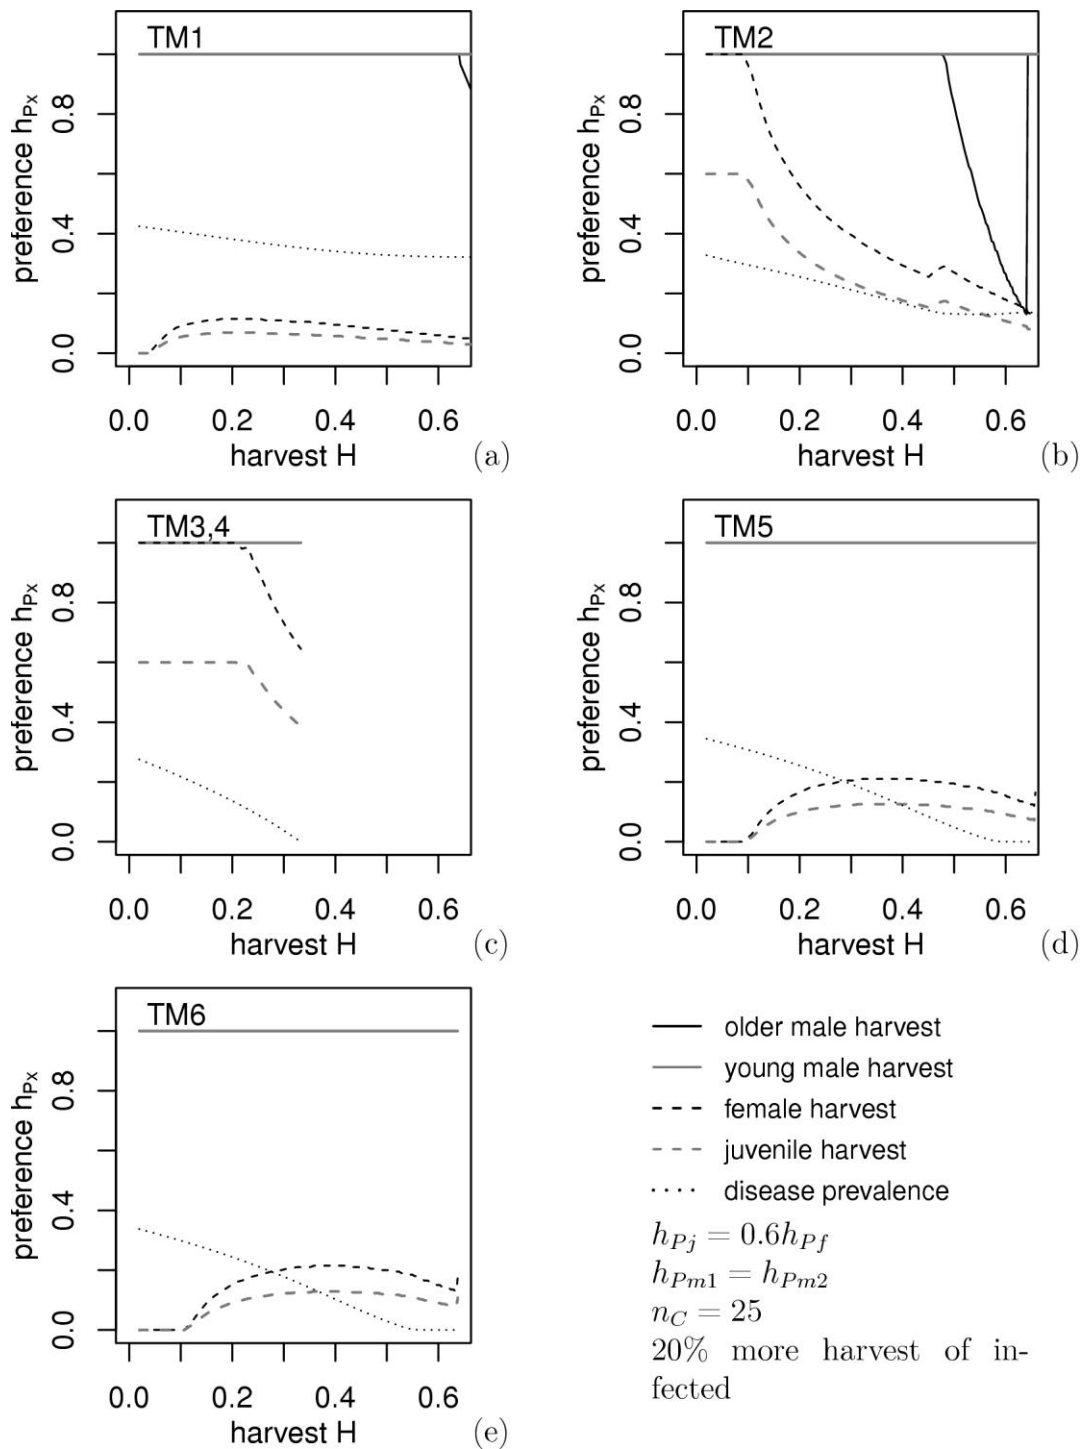 TM1
preference hPx
0.0 0.4 0.8
0.0 0.2 0.4 0.6
harvest H
(a)
TM2
preference hPx
0.0 0.4 0.8
0.0 0.2 0.4 0.6
harvest H
(b)
TM3,4
preference hPx
0.0 0.4 0.8
0.0 0.2 0.4 0.6
harvest H
(c)
TM5
preference hPx
0.0 0.4 0.8
0.0 0.2 0.4 0.6
harvest H
(d)
TM6
preference hPx
0.0 0.4 0.8
0.0 0.2 0.4 0.6
harvest H
(e)
older male harvest
young male harvest
female harvest
juvenile harvest
disease prevalence
hPj = 0.6hPf
hPm1 = hPm2
nC = 25
20% more harvest of in-
fected